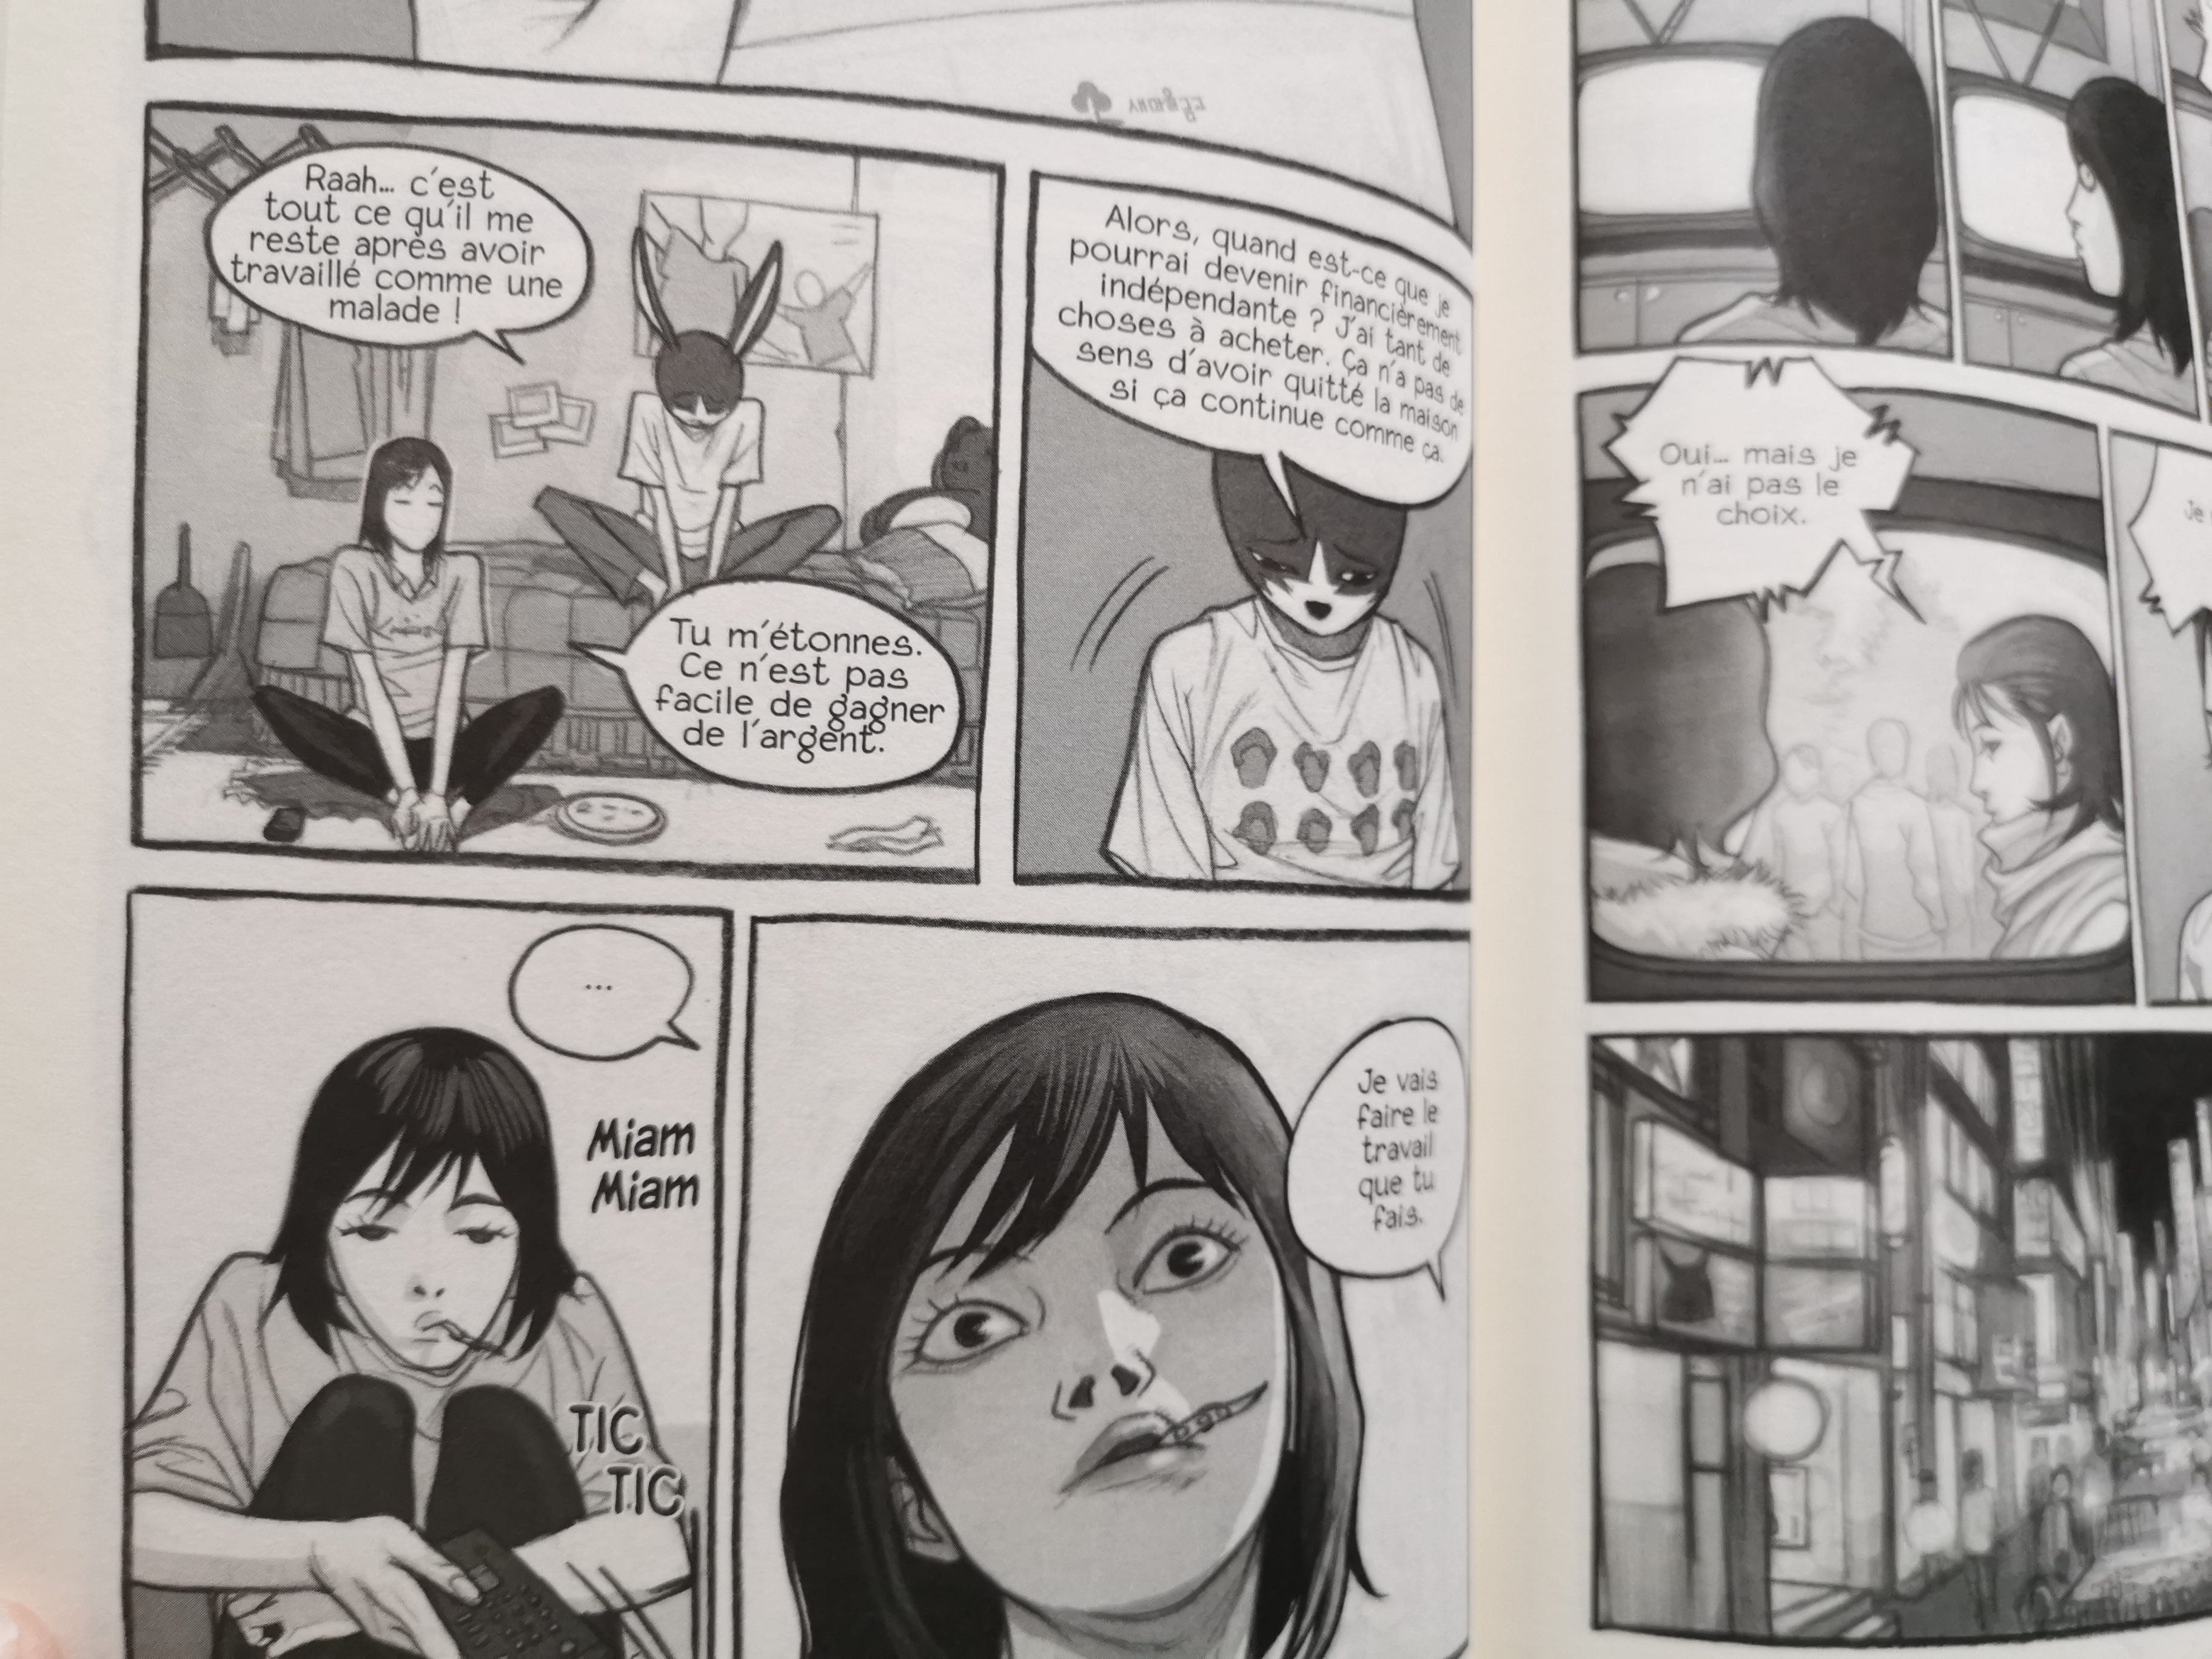 Raah... c'est
tout ce qu'il me
reste après avoir
travaillé comme une
malade !
Tu m'étonnes.
Ce n'est pas
facile de gagner
de l'argent.
Alors, quand est-ce que je
pourrai devenir financièrement
indépendante ? J'ai tant de
choses à acheter. Ça n'a pas de
sens d'avoir quitté la maison
si ça continue comme ça.
...
Miam
Miam
TIC
TIC
Je vais
faire le
travail
que tu
fais.
Oui... mais je
n'ai pas le
choix.
Je